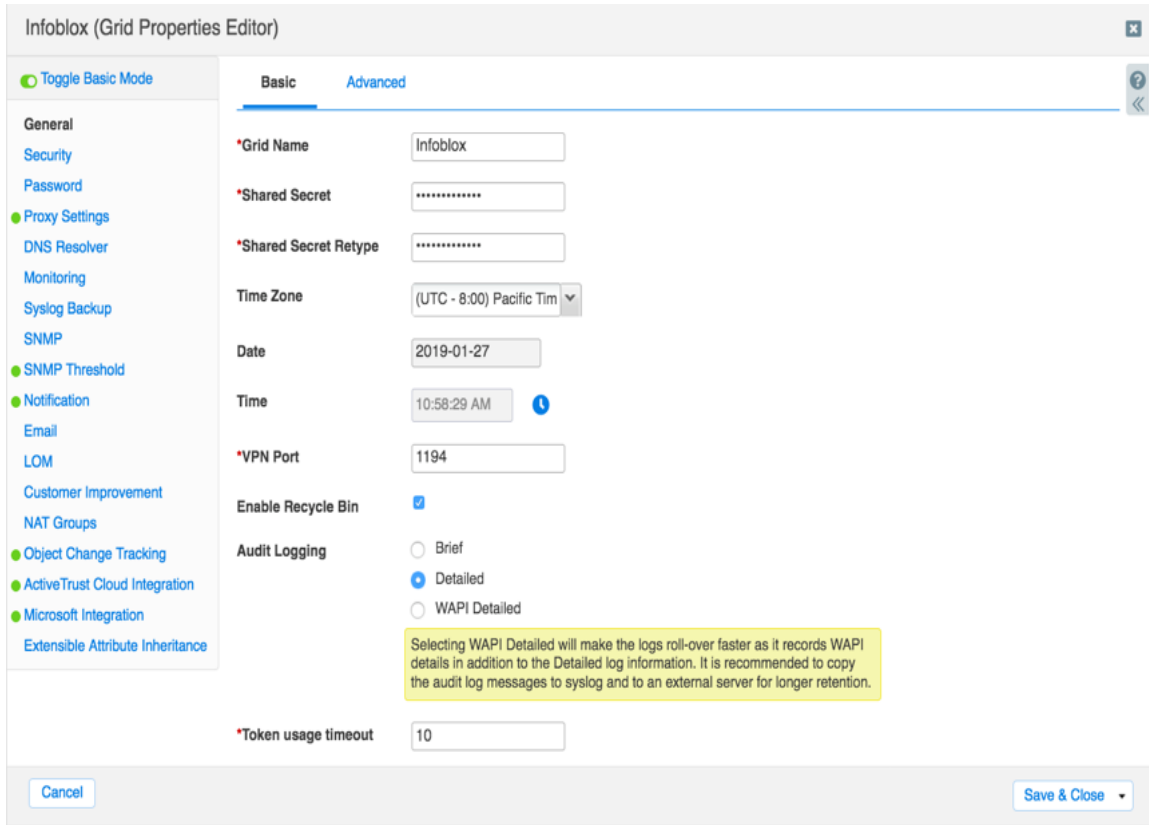 Infoblox (Grid Properties Editor)
Toggle Basic Mode
General
Security
Password
Proxy Settings
DNS Resolver
Monitoring
Syslog Backup
SNMP
SNMP Threshold
Notification
Email
LOM
Customer Improvement
NAT Groups
Object Change Tracking
ActiveTrust Cloud Integration
Microsoft Integration
Extensible Attribute Inheritance
Basic Advanced
*Grid Name Infoblox
*Shared Secret •••••••••••••
*Shared Secret Retype •••••••••••••
Time Zone (UTC - 8:00) Pacific Tim
Date 2019-01-27
Time 10:58:29 AM
*VPN Port 1194
Enable Recycle Bin
Audit Logging Brief
Detailed
WAPI Detailed
Selecting WAPI Detailed will make the logs roll-over faster as it records WAPI
details in addition to the Detailed log information. It is recommended to copy
the audit log messages to syslog and to an external server for longer retention.
*Token usage timeout 10
Cancel Save & Close